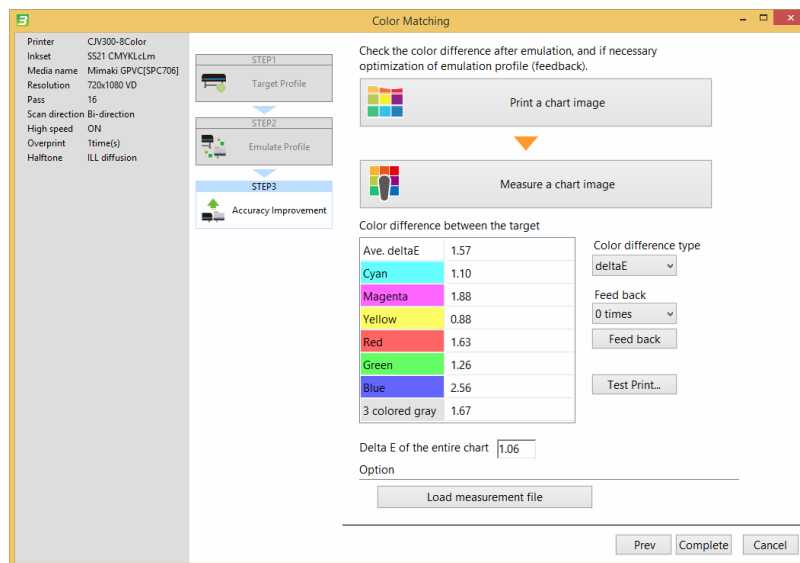 Color Matching
Printer CJV300-8Color
Inkset SS21 CMYKLcLm
Media name Mimaki GPVC[SPC706]
Resolution 720x1080 VD
Pass 16
Scan direction Bi-direction
High speed ON
Overprint 1time(s)
Halftone ILL diffusion
STEP1
Target Profile
STEP2
Emulate Profile
STEP3
Accuracy Improvement
Check the color difference after emulation, and if necessary
optimization of emulation profile (feedback).
Print a chart image
Measure a chart image
Color difference between the target
Ave. deltaE 1.57
Cyan 1.10
Magenta 1.88
Yellow 0.88
Red 1.63
Green 1.26
Blue 2.56
3 colored gray 1.67
Color difference type
deltaE
Feed back
0 times
Feed back
Test Print...
Delta E of the entire chart 1.06
Option
Load measurement file
Prev Complete Cancel